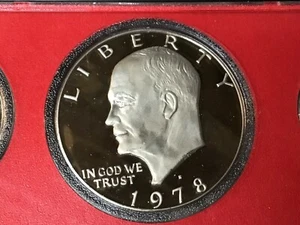 LIBERTY
IN GOD WE
TRUST
1978